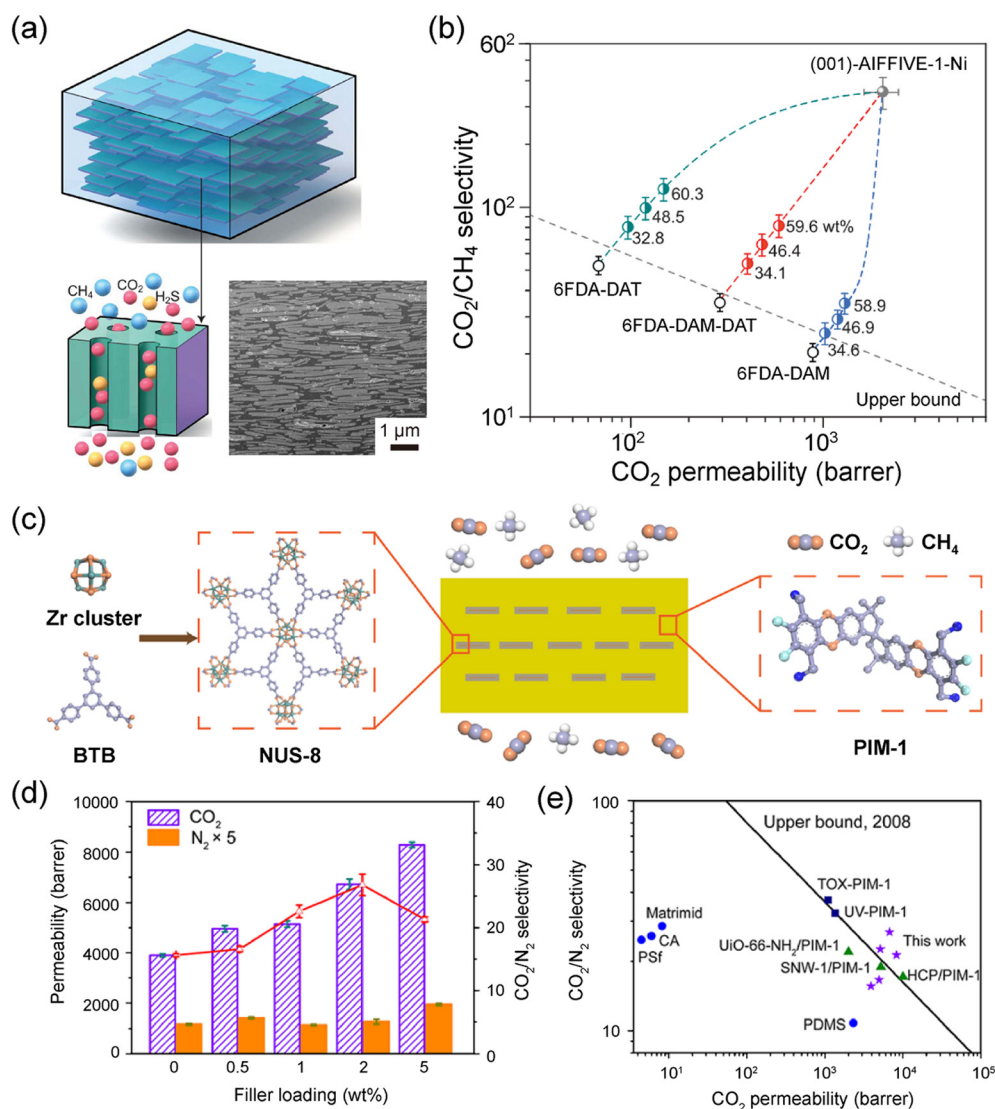 (a)
CH4
CO2
H2S
1 μm
(b)
CO2/CH4 selectivity
60²
10²
10¹
(001)-AlFFIVE-1-Ni
60.3
48.5
32.8
6FDA-DAT
59.6 wt%
46.4
34.1
6FDA-DAM-DAT
58.9
46.9
34.6
6FDA-DAM
Upper bound
10²
10³
CO2 permeability (barrer)
(c)
Zr cluster
BTB
NUS-8
CO2
CH4
PIM-1
(d)
Permeability (barrer)
10000
8000
6000
4000
2000
0
CO2
N2 × 5
40
30
20
10
0
CO2/N2 selectivity
0
0.5
1
2
5
Filler loading (wt%)
(e)
CO2/N2 selectivity
100
10
Upper bound, 2008
TOX-PIM-1
UV-PIM-1
Matrimid
CA
PSf
This work
UiO-66-NH2/PIM-1
SNW-1/PIM-1
HCP/PIM-1
PDMS
10¹
10²
10³
10⁴
10⁵
CO2 permeability (barrer)